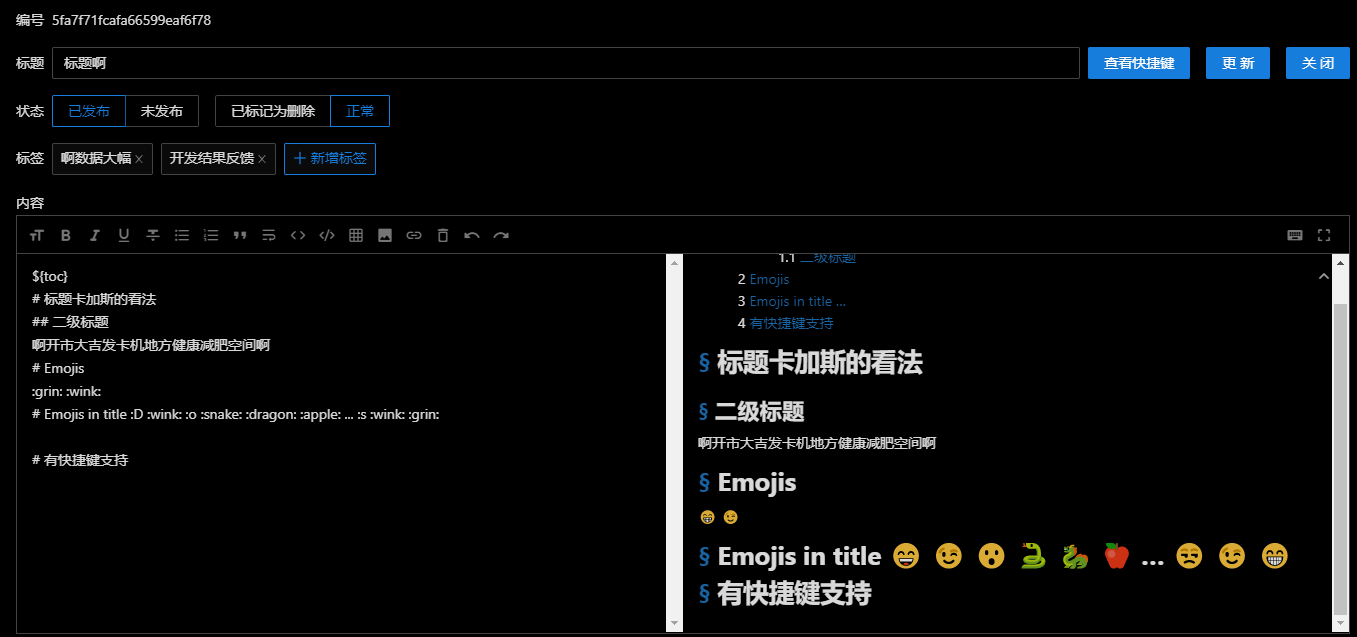 编号 5fa7f71fcafa66599eaf6f78
标题 标题啊 查看快捷键 更 新 关 闭
状态 已发布 未发布 已标记为删除 正常
标签 啊数据大幅 × 开发结果反馈 × + 新增标签
内容
${toc}
# 标题卡加斯的看法
## 二级标题
啊开市大吉发卡机地方健康减肥空间啊
# Emojis
:grin: :wink:
# Emojis in title :D :wink: :o :snake: :dragon: :apple: ... :s :wink: :grin:
# 有快捷键支持
1.1 二级标题
2 Emojis
3 Emojis in title ...
4 有快捷键支持
§ 标题卡加斯的看法
§ 二级标题
啊开市大吉发卡机地方健康减肥空间啊
§ Emojis
😁 😉
§ Emojis in title 😄 😉 😮 🐍 🐉 🍎 ... 😒 😉 😁
§ 有快捷键支持